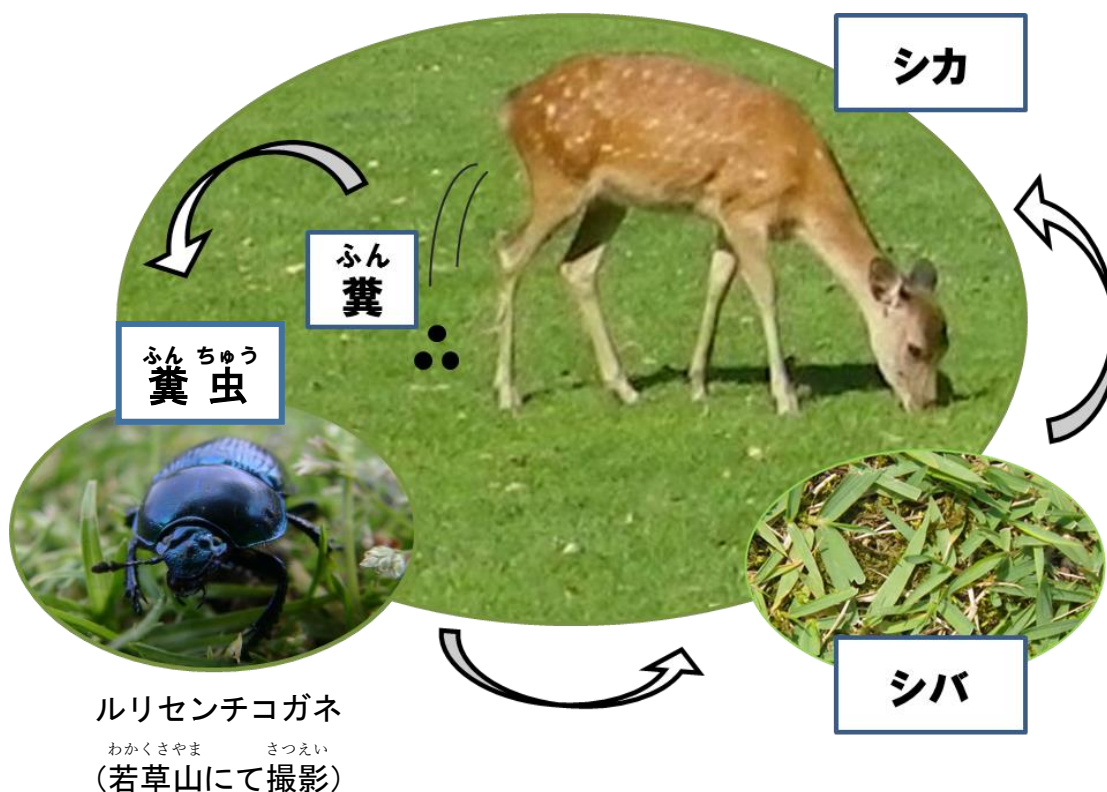 シカ
ふん
糞
ふん ちゅう
糞 虫
シバ
ルリセンチコガネ
わかくさやま さつえい
(若草山にて撮影)